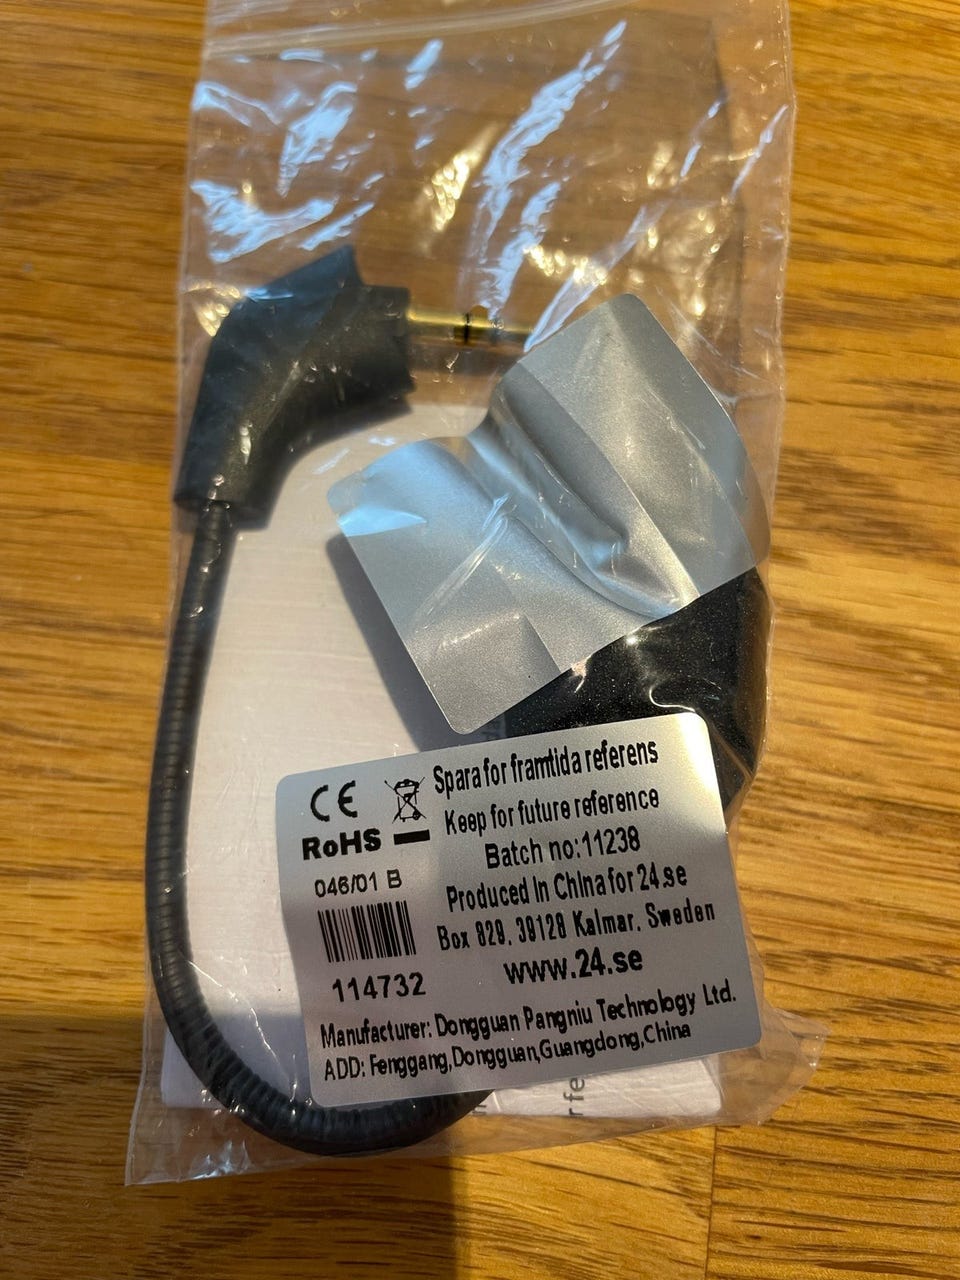 CE
RoHS
046/01 B
114732
Spara for framtida referens
Keep for future reference
Batch no:11238
Produced in China for 24.se
Box 829, 39128 Kalmar, Sweden
www.24.se
Manufacturer: Dongguan Pangniu Technology Ltd.
ADD: Fenggang,Dongguan,Guangdong,China
r fe